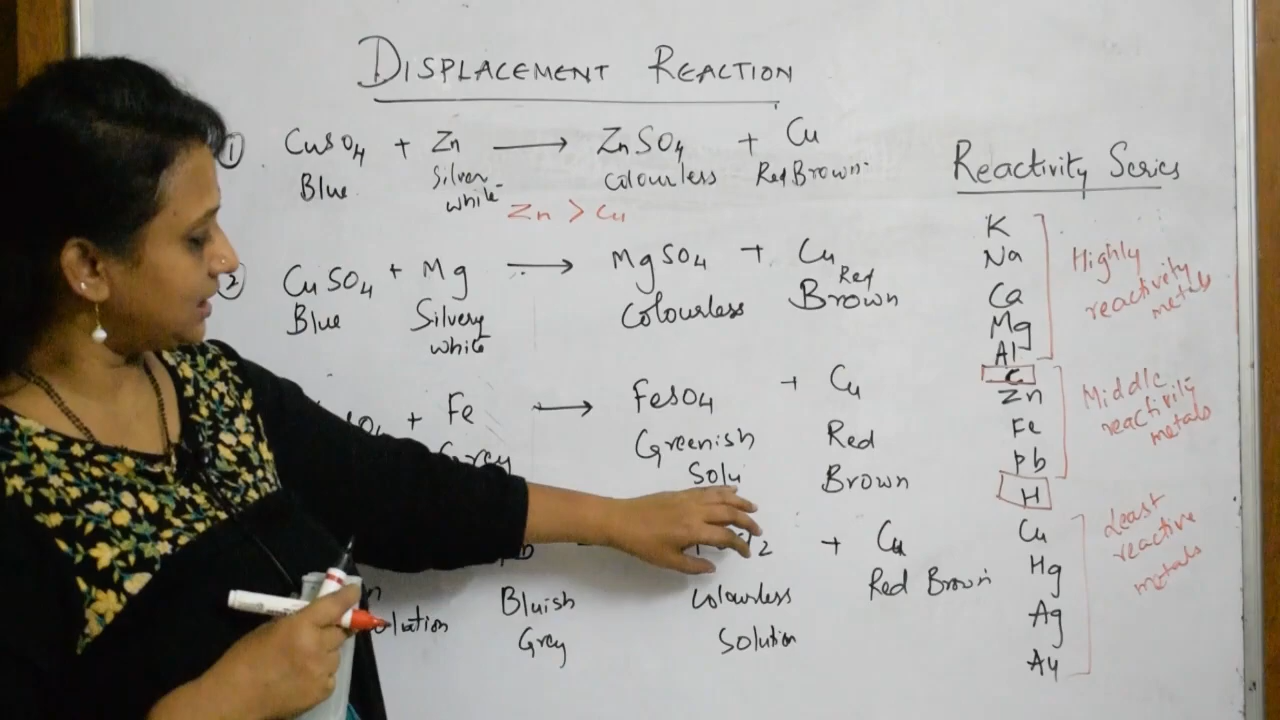 DISPLACEMENT REACTION
① CuSO4 + Zn → ZnSO4 + Cu
Blue Silver white Colourless Red Brown
Zn > Cu
② CuSO4 + Mg → MgSO4 + Cu
Blue Silvery white Colourless Red Brown
SO4 + Fe → FeSO4 + Cu
Grey Greenish Solu Red Brown
+ Cu
Bluish Grey Colourless Solution Red Brown
Reactivity Series
K
Na
Ca
Mg
Al
C
Zn
Fe
Pb
H
Cu
Hg
Ag
Au
Highly
reactivity
metals
Middle
reactivity
metals
Least
reactive
metals